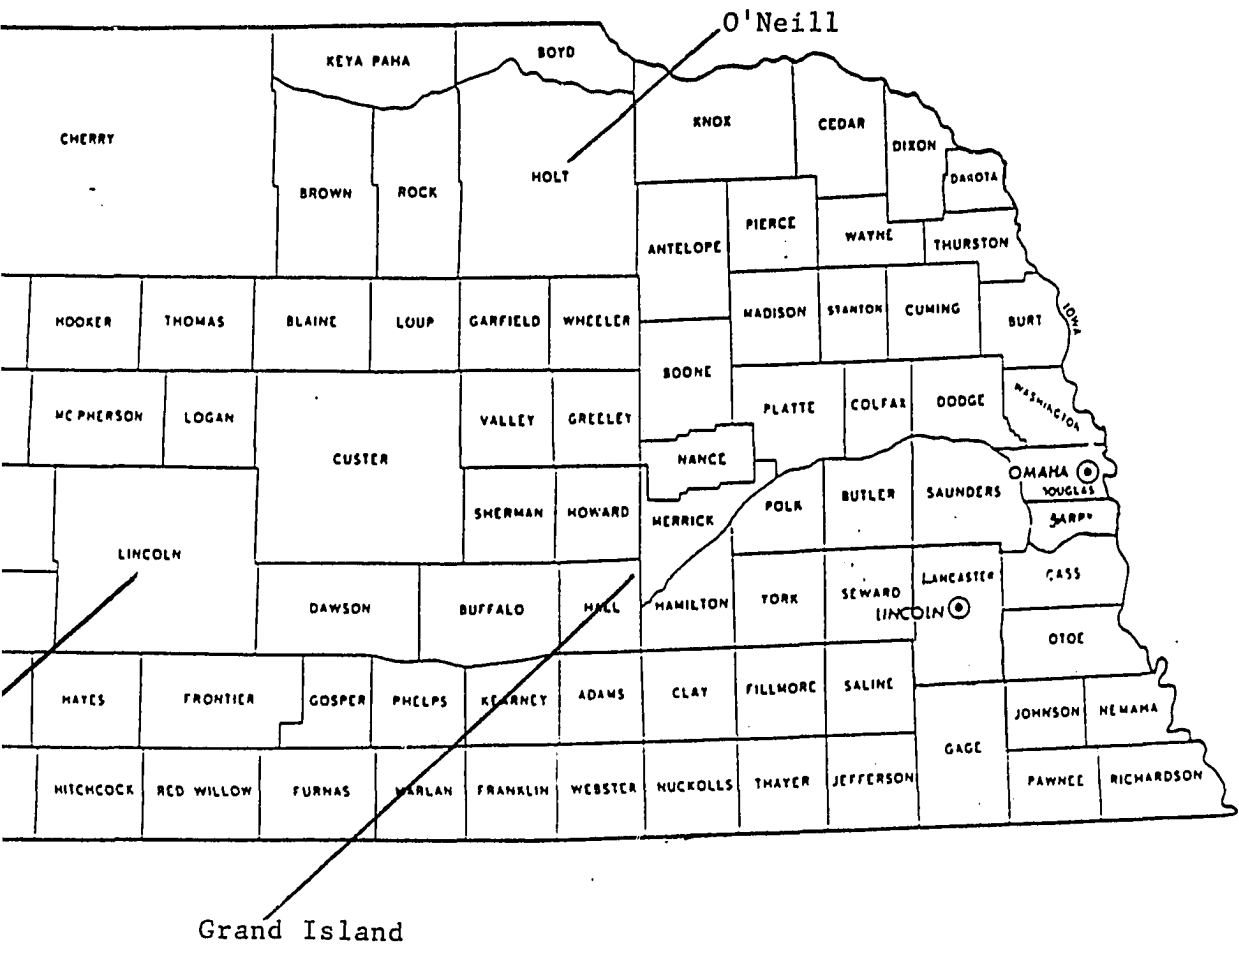 O'Neill
KEYA PAHA
BOYD
CHERRY
KNOX
CEDAR
DIXON
DAKOTA
BROWN
ROCK
HOLT
ANTELOPE
PIERCE
WAYNE
THURSTON
HOOKER
THOMAS
BLAINE
LOUP
GARFIELD
WHEELER
MADISON
STANTON
CUMING
BURT
IOWA
BOONE
MC PHERSON
LOGAN
CUSTER
VALLEY
GREELEY
PLATTE
COLFAX
DODGE
WASHINGTON
NANCE
OMAHA
DOUGLAS
SHERMAN
HOWARD
MERRICK
POLK
BUTLER
SAUNDERS
SARPY
LINCOLN
DAWSON
BUFFALO
HALL
HAMILTON
YORK
SEWARD
LANCASTER
LINCOLN
CASS
OTOE
HAYES
FRONTIER
GOSPER
PHELPS
KEARNEY
ADAMS
CLAY
FILLMORE
SALINE
JOHNSON
NEMAHA
GAGE
HITCHCOCK
RED WILLOW
FURNAS
HARLAN
FRANKLIN
WEBSTER
NUCKOLLS
THAYER
JEFFERSON
PAWNEE
RICHARDSON
Grand Island